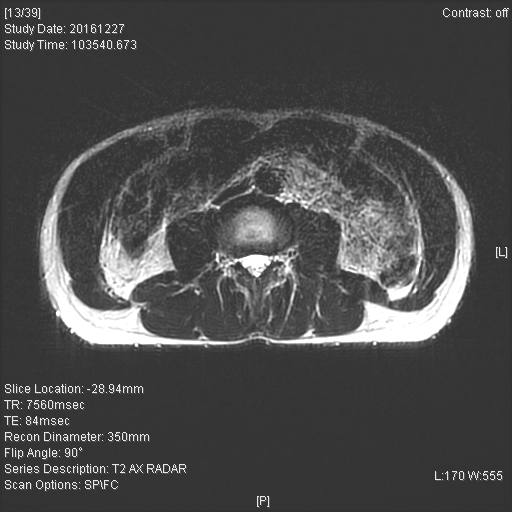 [13/39]
Study Date: 20161227
Study Time: 103540.673
Contrast: off
[L]
Slice Location: -28.94mm
TR: 7560msec
TE: 84msec
Recon Dinameter: 350mm
Flip Angle: 90°
Series Description: T2 AX RADAR
Scan Options: SP\FC
L:170 W:555
[P]